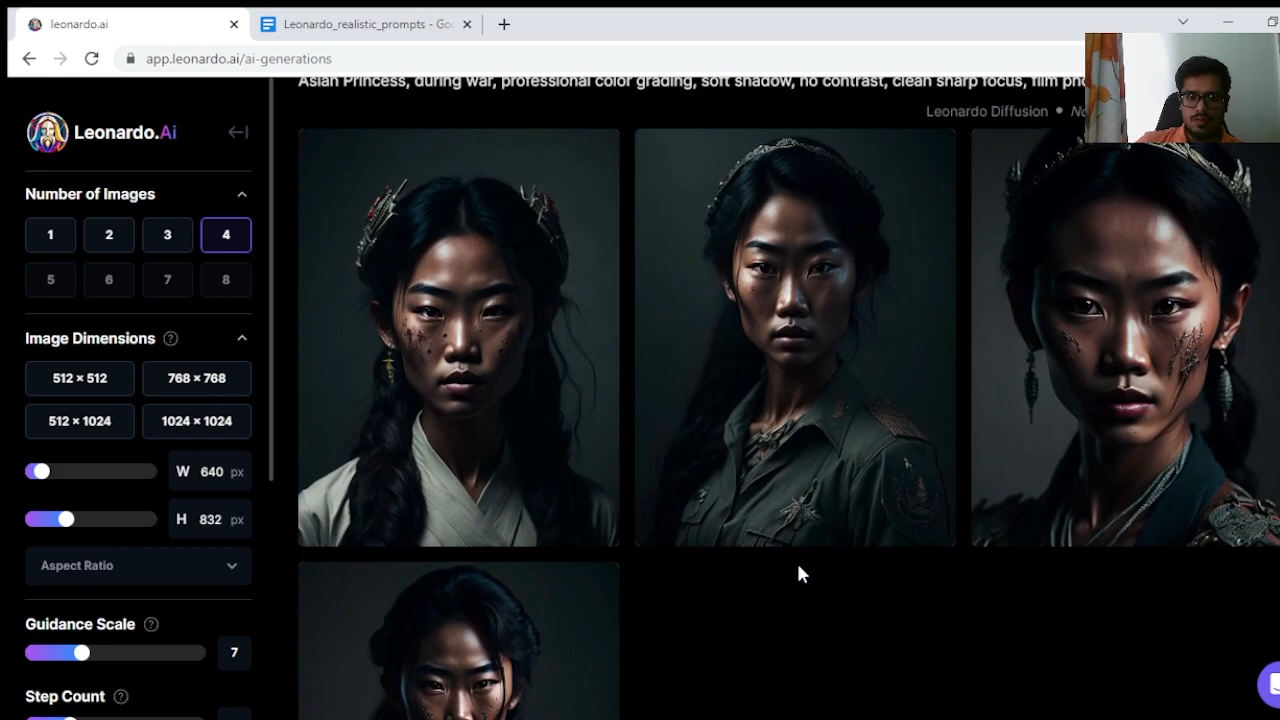 leonardo.ai
Leonardo_realistic_prompts - Goo
app.leonardo.ai/ai-generations
Asian Princess, during war, professional color grading, soft shadow, no contrast, clean sharp focus, film
Leonardo Diffusion
Leonardo.Ai
Number of Images
1 2 3 4
5 6 7 8
Image Dimensions ?
512 × 512 768 × 768
512 × 1024 1024 × 1024
W 640 px
H 832 px
Aspect Ratio
Guidance Scale ?
7
Step Count ?